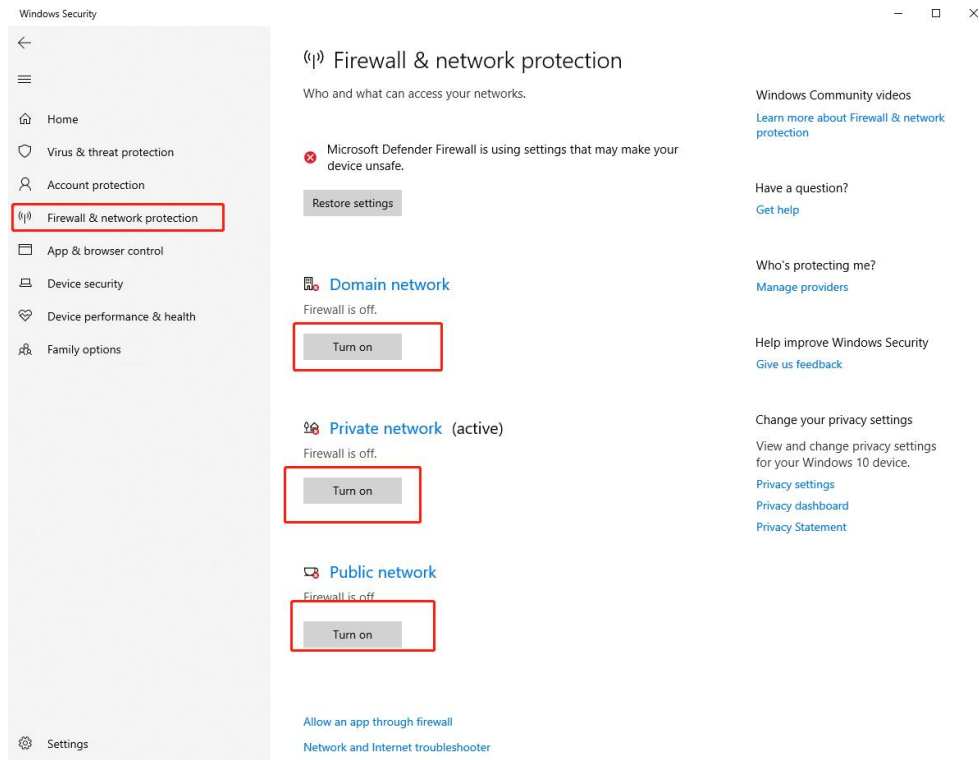 Windows Security
Home
Virus & threat protection
Account protection
Firewall & network protection
App & browser control
Device security
Device performance & health
Family options
Settings
Firewall & network protection
Who and what can access your networks.
Microsoft Defender Firewall is using settings that may make your
device unsafe.
Restore settings
Domain network
Firewall is off.
Turn on
Private network (active)
Firewall is off.
Turn on
Public network
Firewall is off.
Turn on
Allow an app through firewall
Network and Internet troubleshooter
Windows Community videos
Learn more about Firewall & network
protection
Have a question?
Get help
Who's protecting me?
Manage providers
Help improve Windows Security
Give us feedback
Change your privacy settings
View and change privacy settings
for your Windows 10 device.
Privacy settings
Privacy dashboard
Privacy Statement